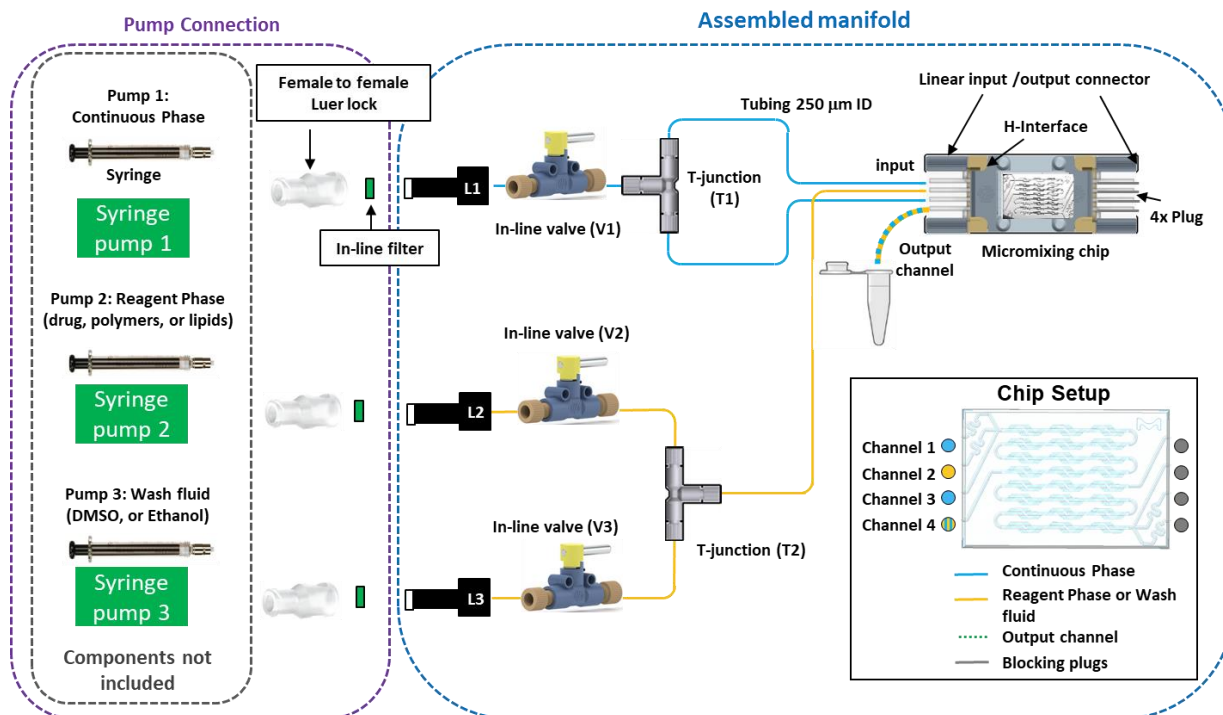 Pump Connection
Assembled manifold
Pump 1:
Continuous Phase
Syringe
Syringe
pump 1
Female to female
Luer lock
In-line filter
L1
In-line valve (V1)
Tubing 250 µm ID
T-junction
(T1)
Linear input /output connector
H-Interface
input
4x Plug
Output
channel
Micromixing chip
Pump 2: Reagent Phase
(drug, polymers, or lipids)
Syringe
pump 2
In-line valve (V2)
L2
Pump 3: Wash fluid
(DMSO, or Ethanol)
Syringe
pump 3
In-line valve (V3)
L3
T-junction (T2)
Components not
included
Chip Setup
Channel 1
Channel 2
Channel 3
Channel 4
M
Continuous Phase
Reagent Phase or Wash
fluid
Output channel
Blocking plugs